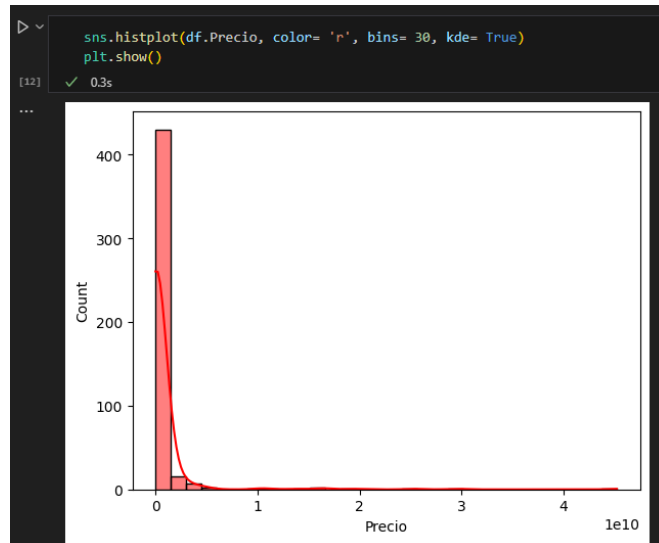 sns.histplot(df.Precio, color= 'r', bins= 30, kde= True)
plt.show()
[12]
0.3s
...
400
300
200
100
0
Count
0
1
2
3
4
1e10
Precio